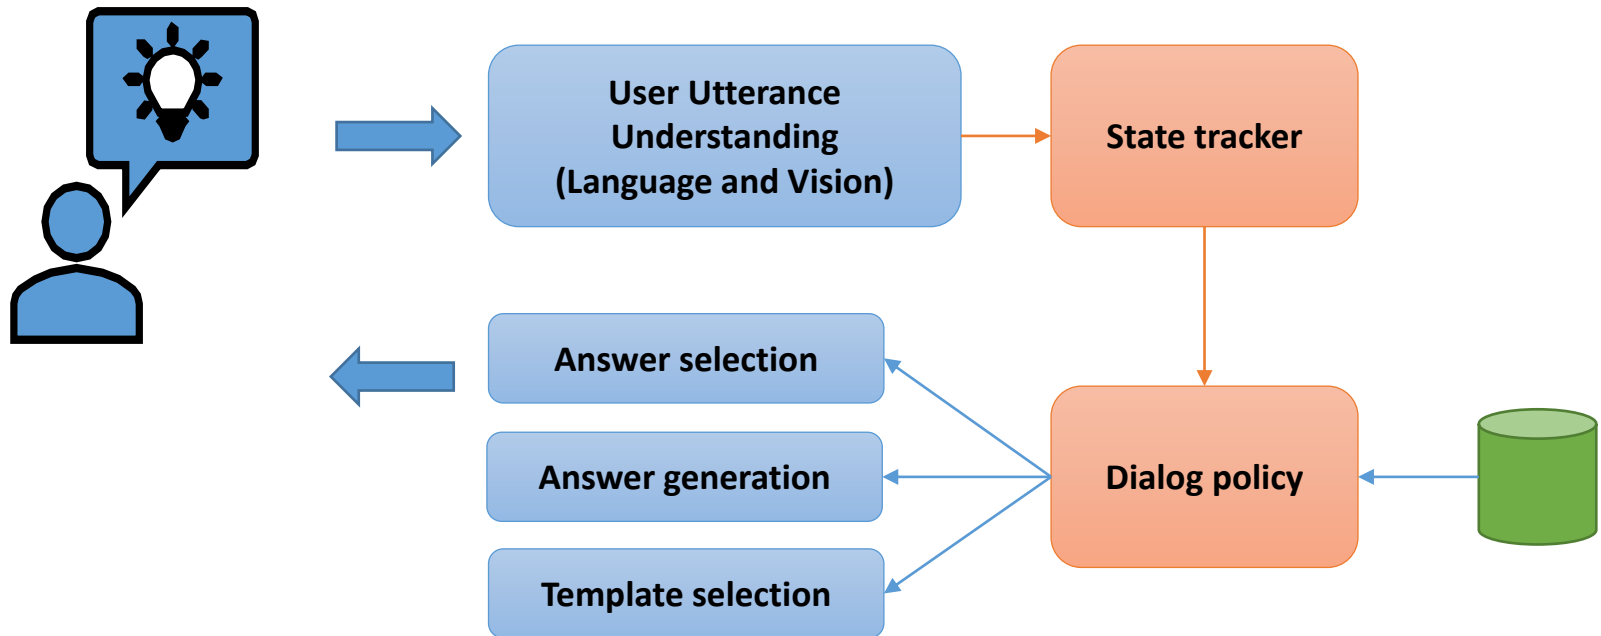 User Utterance
Understanding
(Language and Vision)
State tracker
Answer selection
Answer generation
Dialog policy
Template selection